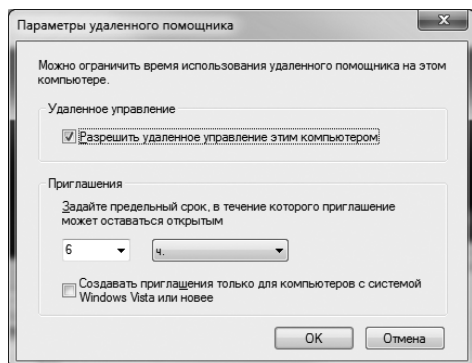 Параметры удаленного помощника
Можно ограничить время использования удаленного помощника на этом
компьютере.
Удаленное управление
Разрешить удаленное управление этим компьютером
Приглашения
Задайте предельный срок, в течение которого приглашение
может оставаться открытым
6 ч.
Создавать приглашения только для компьютеров с системой
Windows Vista или новее
OK Отмена